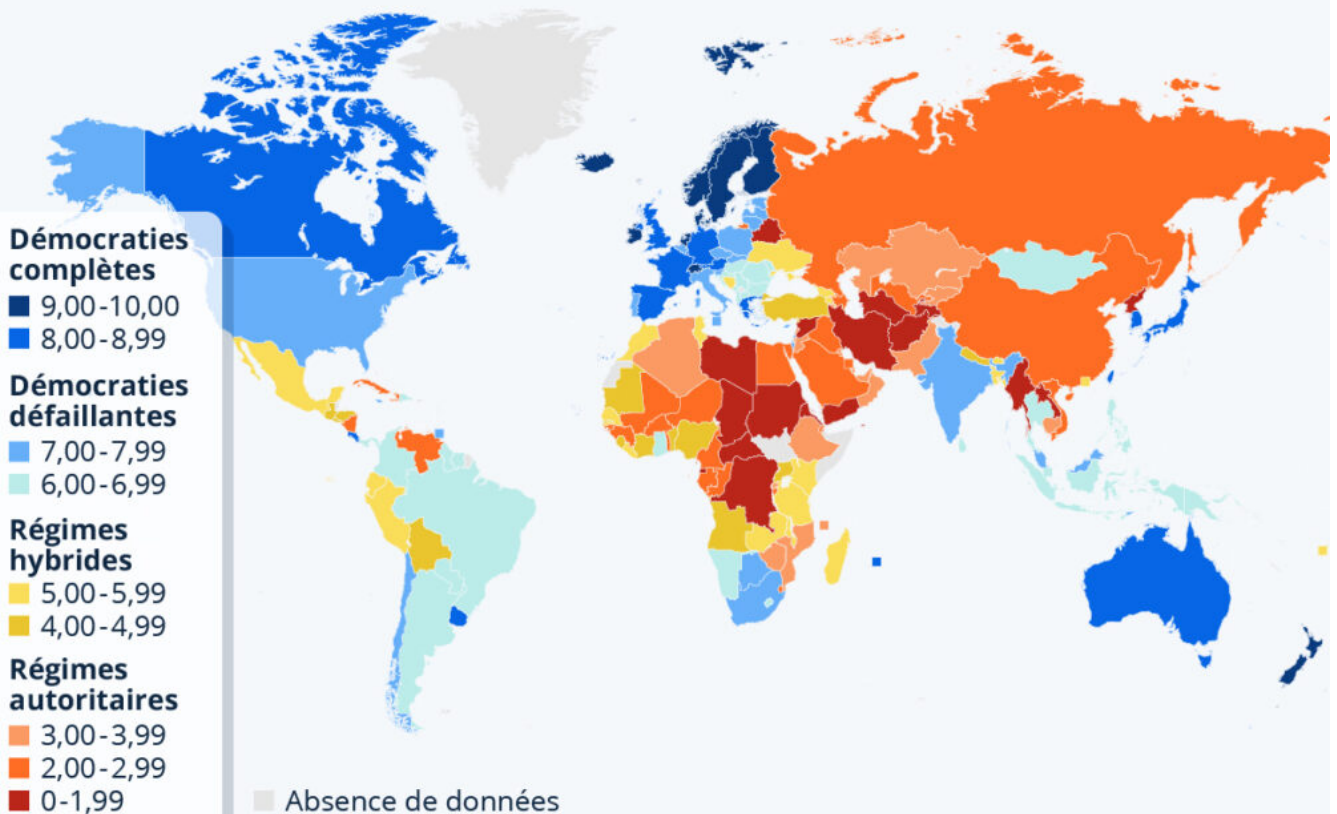 Démocraties
complètes
9,00-10,00
8,00-8,99
Démocraties
défaillantes
7,00-7,99
6,00-6,99
Régimes
hybrides
5,00-5,99
4,00-4,99
Régimes
autoritaires
3,00-3,99
2,00-2,99
0-1,99
Absence de données